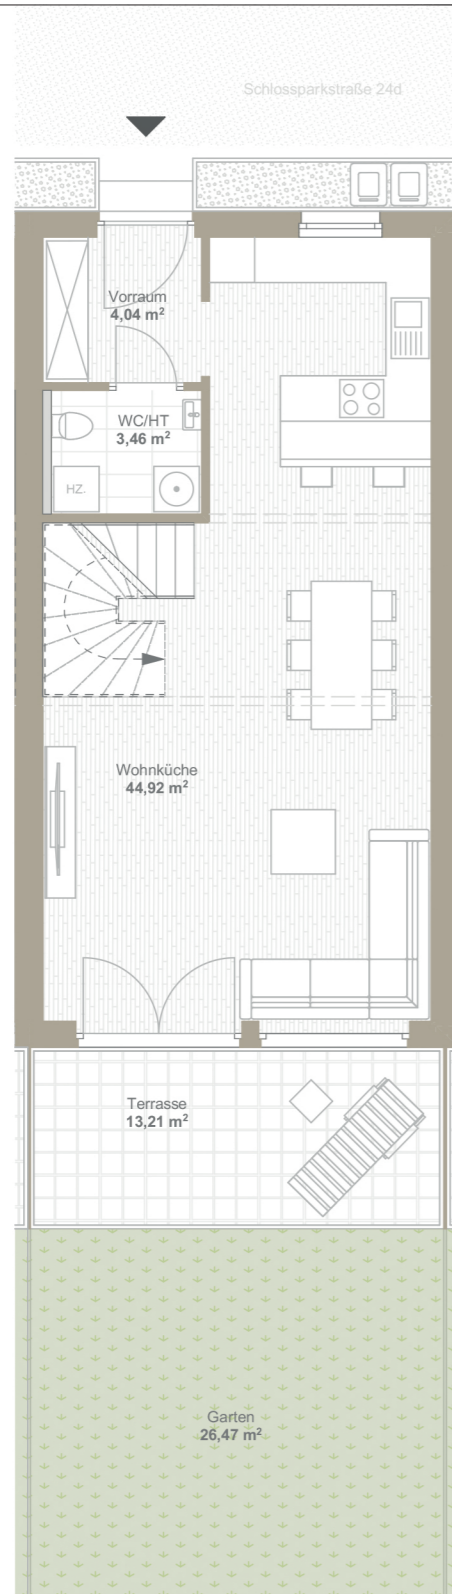 Schlossparkstraße 24d
Vorraum
4,04 m²
WC/HT
3,46 m²
HZ.
Wohnküche
44,92 m²
Terrasse
13,21 m²
Garten
26,47 m²